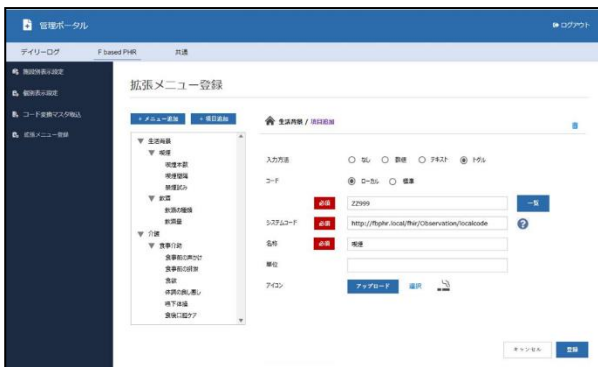 管理ポータル
ログアウト
デイリーログ F based PHR 共通
施設別表示設定
個別表示設定
コード変換マスタ取込
拡張メニュー登録
拡張メニュー登録
+ メニュー追加 + 項目追加
生活背景 / 項目追加
▼ 生活背景
▼ 喫煙
喫煙本数
喫煙間隔
禁煙試み
▼ 飲酒
飲酒の種類
飲酒量
▼ 介護
▼ 食事介助
食事前の声かけ
食事前の排泄
食欲
体調の良し悪し
嚥下体操
食後口腔ケア
入力方法 なし 数値 テキスト トグル
コード ローカル 標準
必須 ZZ999 一覧
システムコード 必須 http://fbphr.local/fhir/Observation/localcode
名称 必須 喫煙
単位
アイコン アップロード 選択
キャンセル 登録